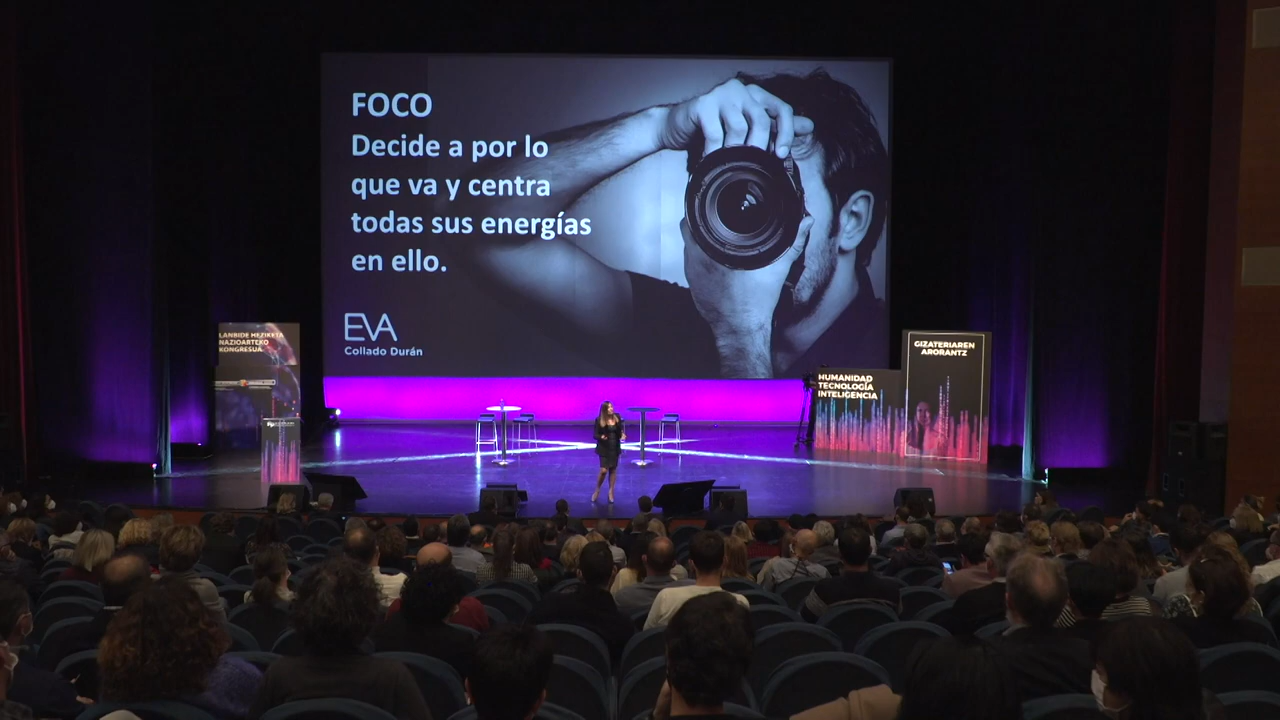 FOCO
Decide a por lo
que va y centra
todas sus energías
en ello.
EVA
Collado Durán
LANBIDE HEZIKETA
NAZIOARTEKO
KONGRESUA
GIZATERIAREN
ARORANTZ
HUMANIDAD
TECNOLOGÍA
INTELIGENCIA